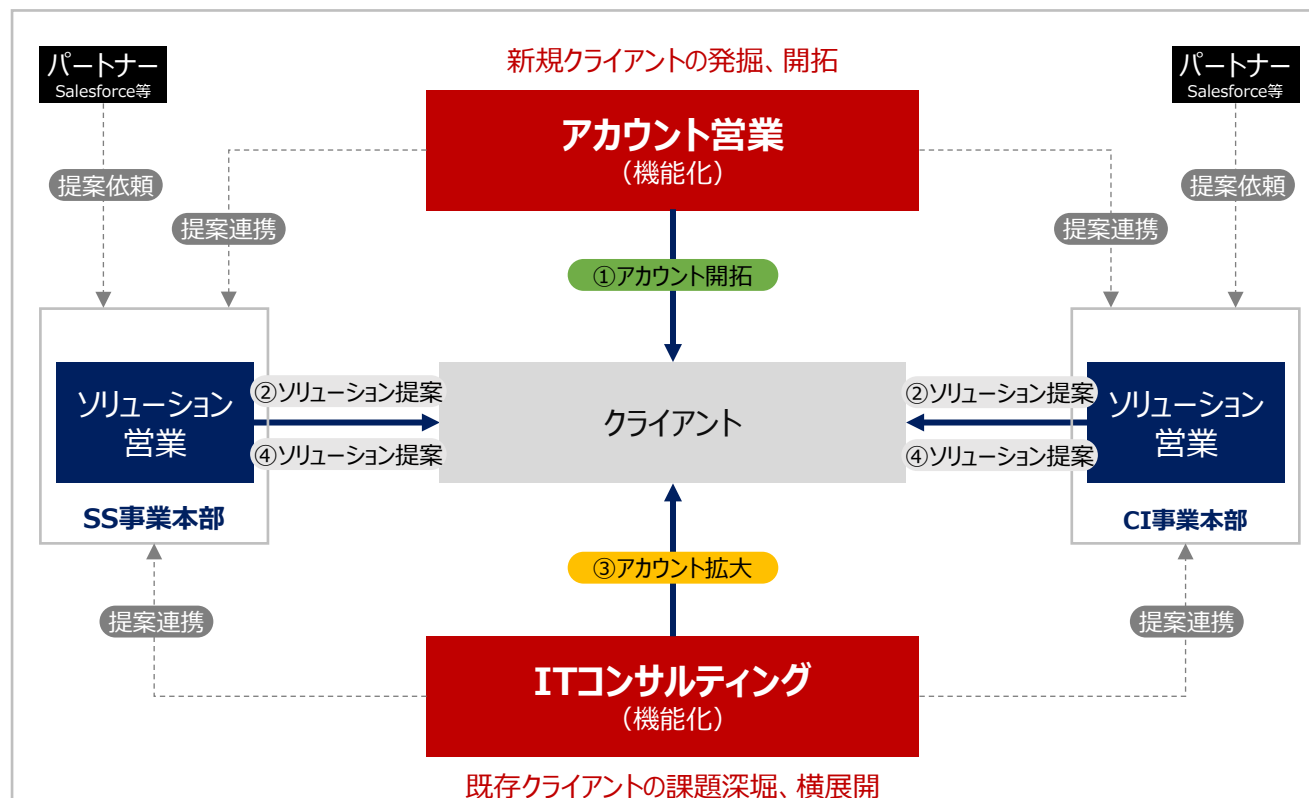 新規クライアントの発掘、開拓
パートナー
Salesforce等
パートナー
Salesforce等
アカウント営業
（機能化）
提案依頼
提案依頼
提案連携
提案連携
①アカウント開拓
ソリューション
営業
SS事業本部
②ソリューション提案
④ソリューション提案
クライアント
②ソリューション提案
④ソリューション提案
ソリューション
営業
CI事業本部
③アカウント拡大
提案連携
提案連携
ITコンサルティング
（機能化）
既存クライアントの課題深堀、横展開